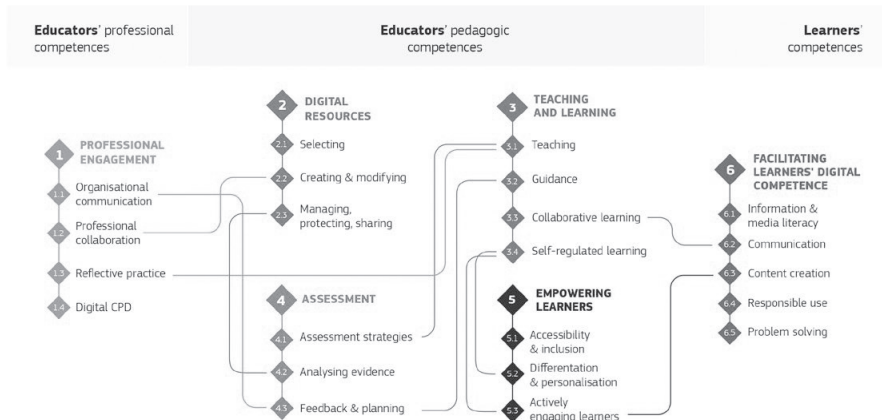 Educators' professional
competences
Educators' pedagogic
competences
Learners'
competences
1
PROFESSIONAL
ENGAGEMENT
1.1
Organisational
communication
1.2
Professional
collaboration
1.3 Reflective practice
1.4 Digital CPD
2
DIGITAL
RESOURCES
2.1 Selecting
2.2 Creating & modifying
2.3 Managing,
protecting, sharing
3
TEACHING
AND LEARNING
3.1 Teaching
3.2 Guidance
3.3 Collaborative learning
3.4 Self-regulated learning
4 ASSESSMENT
4.1 Assessment strategies
4.2 Analysing evidence
4.3 Feedback & planning
5
EMPOWERING
LEARNERS
5.1 Accessibility
& inclusion
5.2 Differentation
& personalisation
5.3 Actively
engaging learners
6
FACILITATING
LEARNERS' DIGITAL
COMPETENCE
6.1 Information &
media literacy
6.2 Communication
6.3 Content creation
6.4 Responsible use
6.5 Problem solving